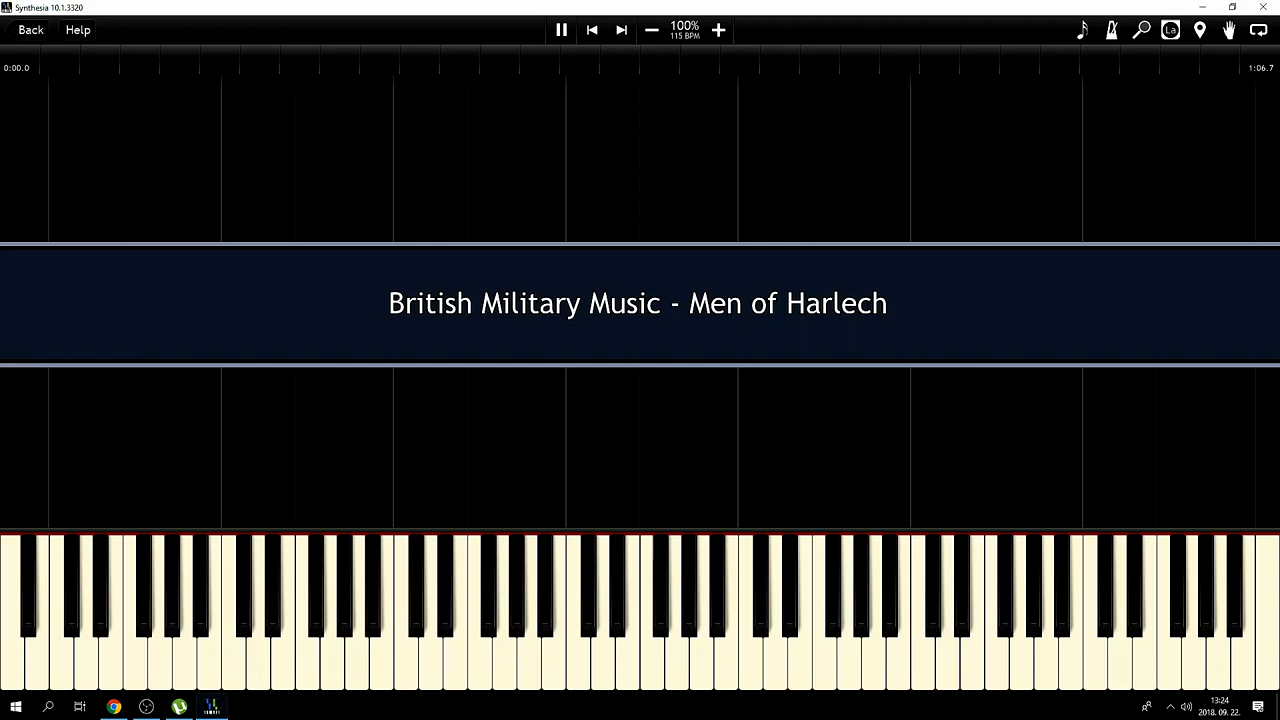 Synthesia 10.1.3320
Back
Help
100%
115 BPM
La
0:00.0
1:06.7
British Military Music - Men of Harlech
13:24
2018. 09. 22.